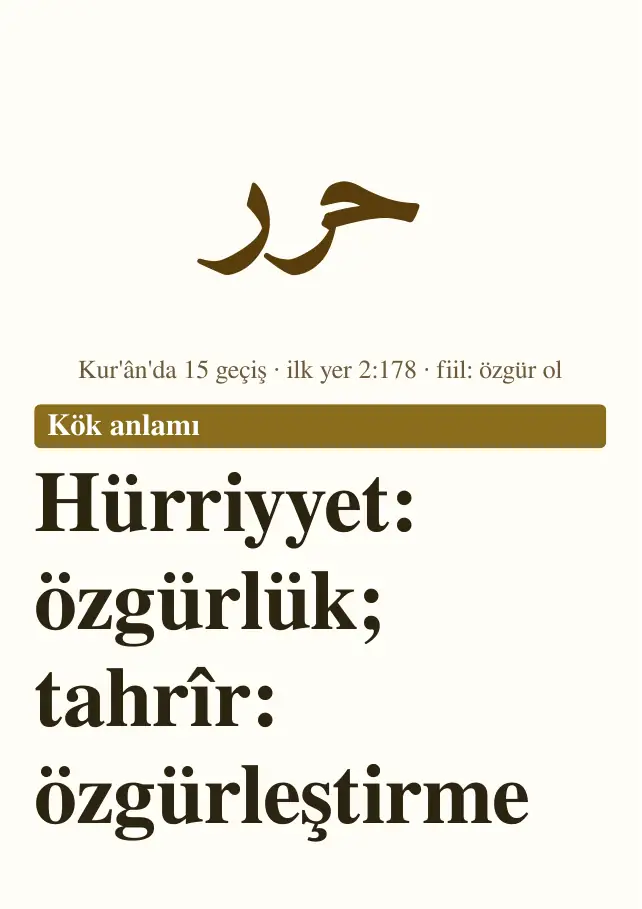 حرر
Kur'ân'da 15 geçiş · ilk yer 2:178 · fiil: özgür ol
Kök anlamı
Hürriyyet:
özgürlük;
tahrîr:
özgürleştirme